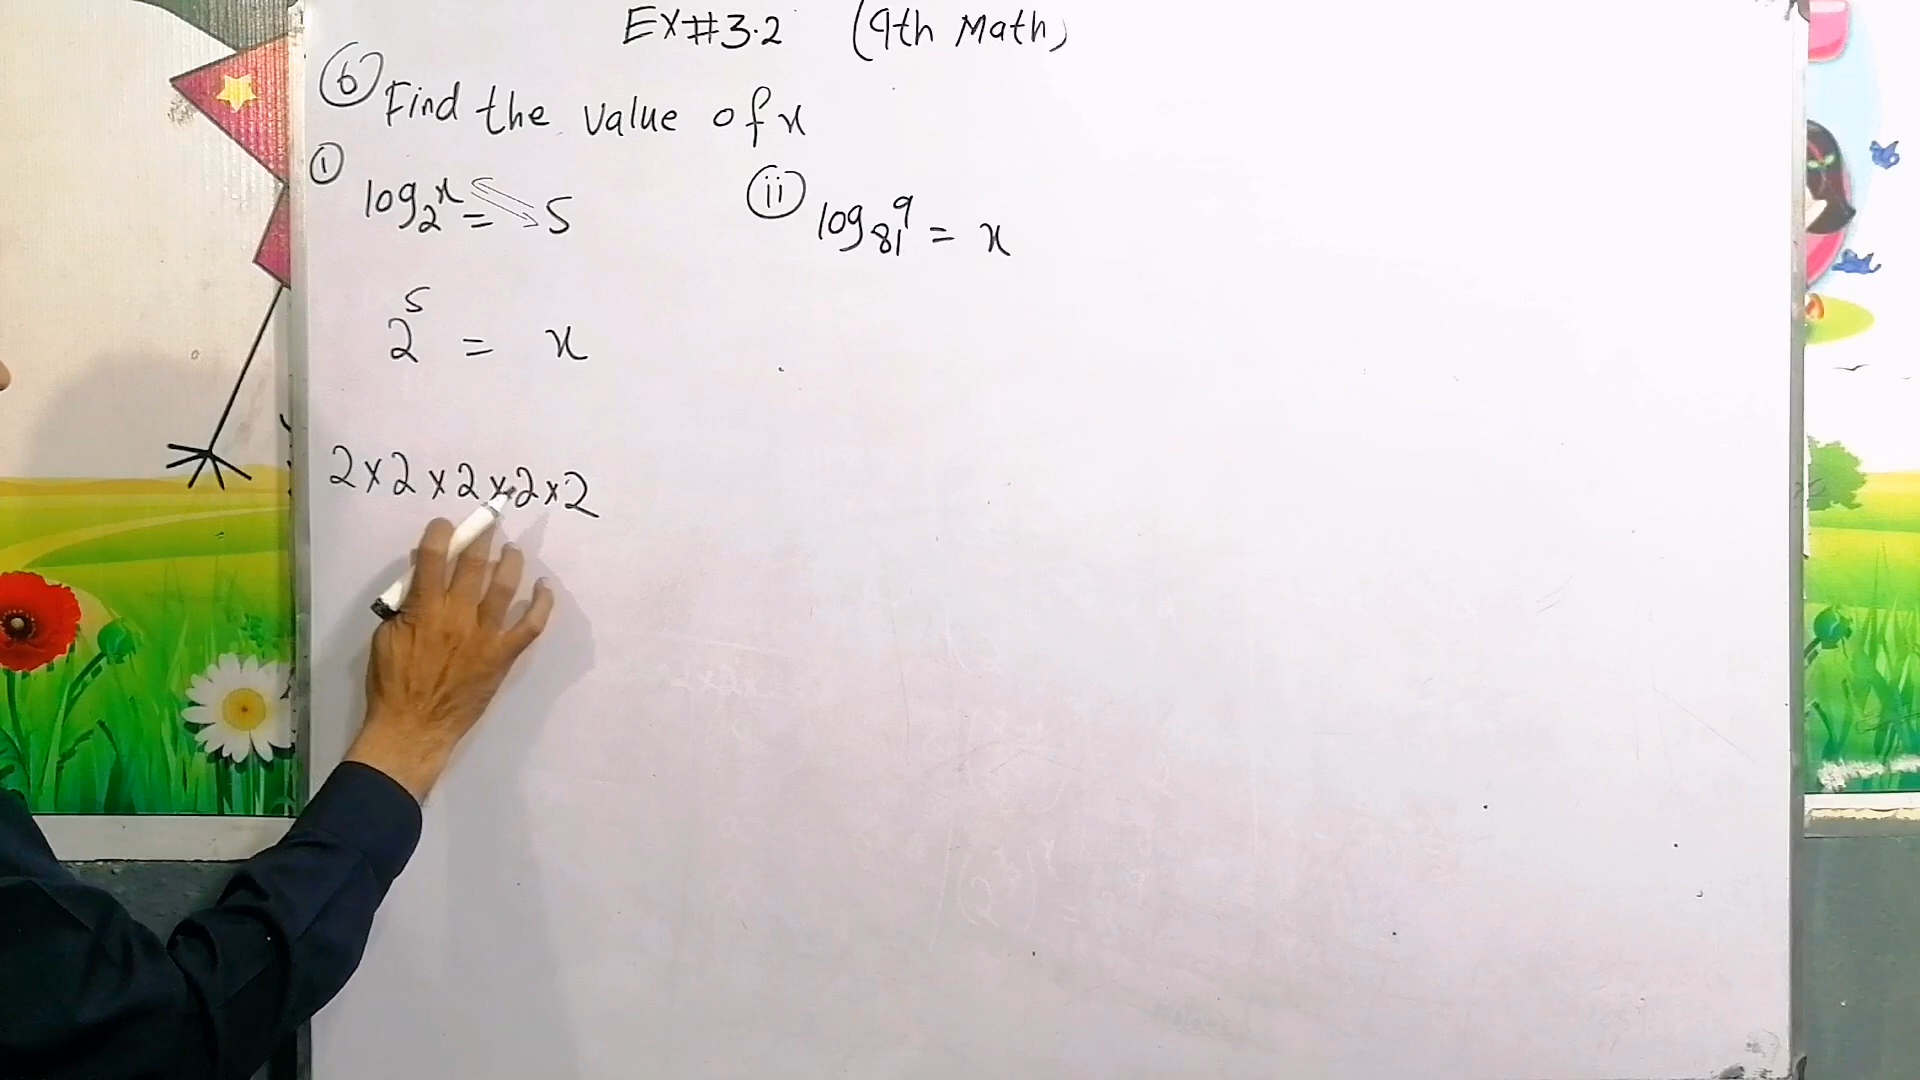 EX#3.2 (9th Math)
⑥ Find the value of x
① log₂x = 5
2⁵ = x
2×2×2×2×2
ⓘⓘ log₈₁9 = x